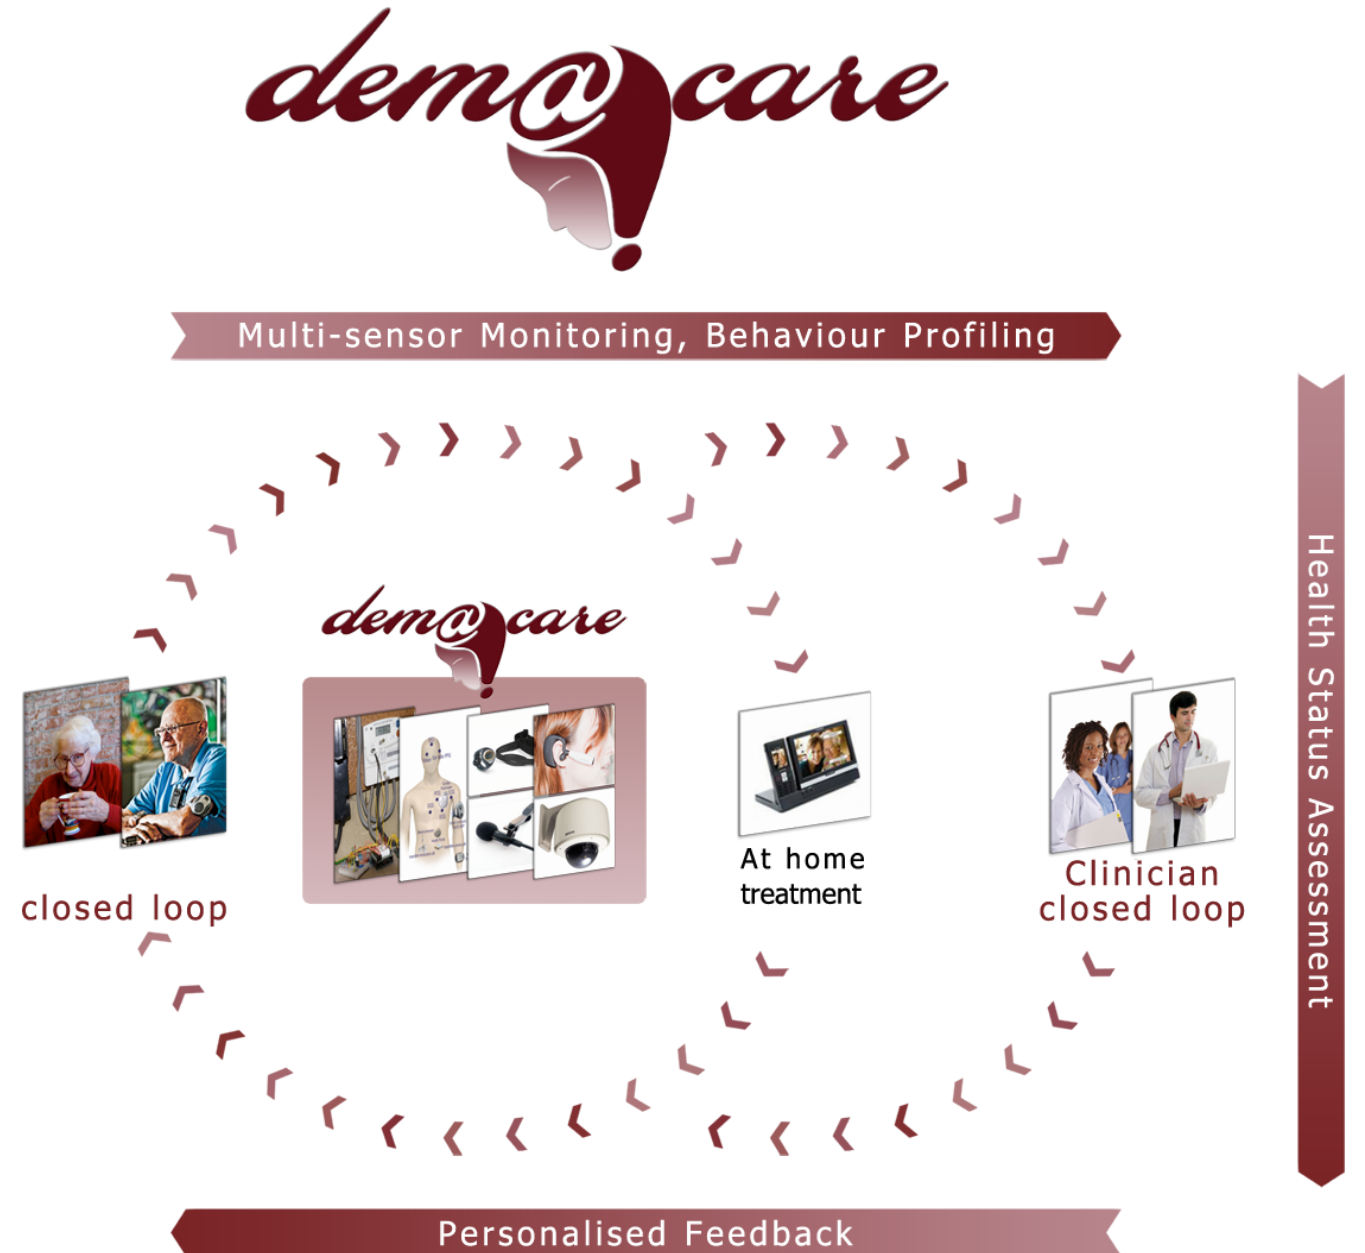 dem@care
Multi-sensor Monitoring, Behaviour Profiling
dem@care
At home
treatment
closed loop
Clinician
closed loop
Health Status Assessment
Personalised Feedback